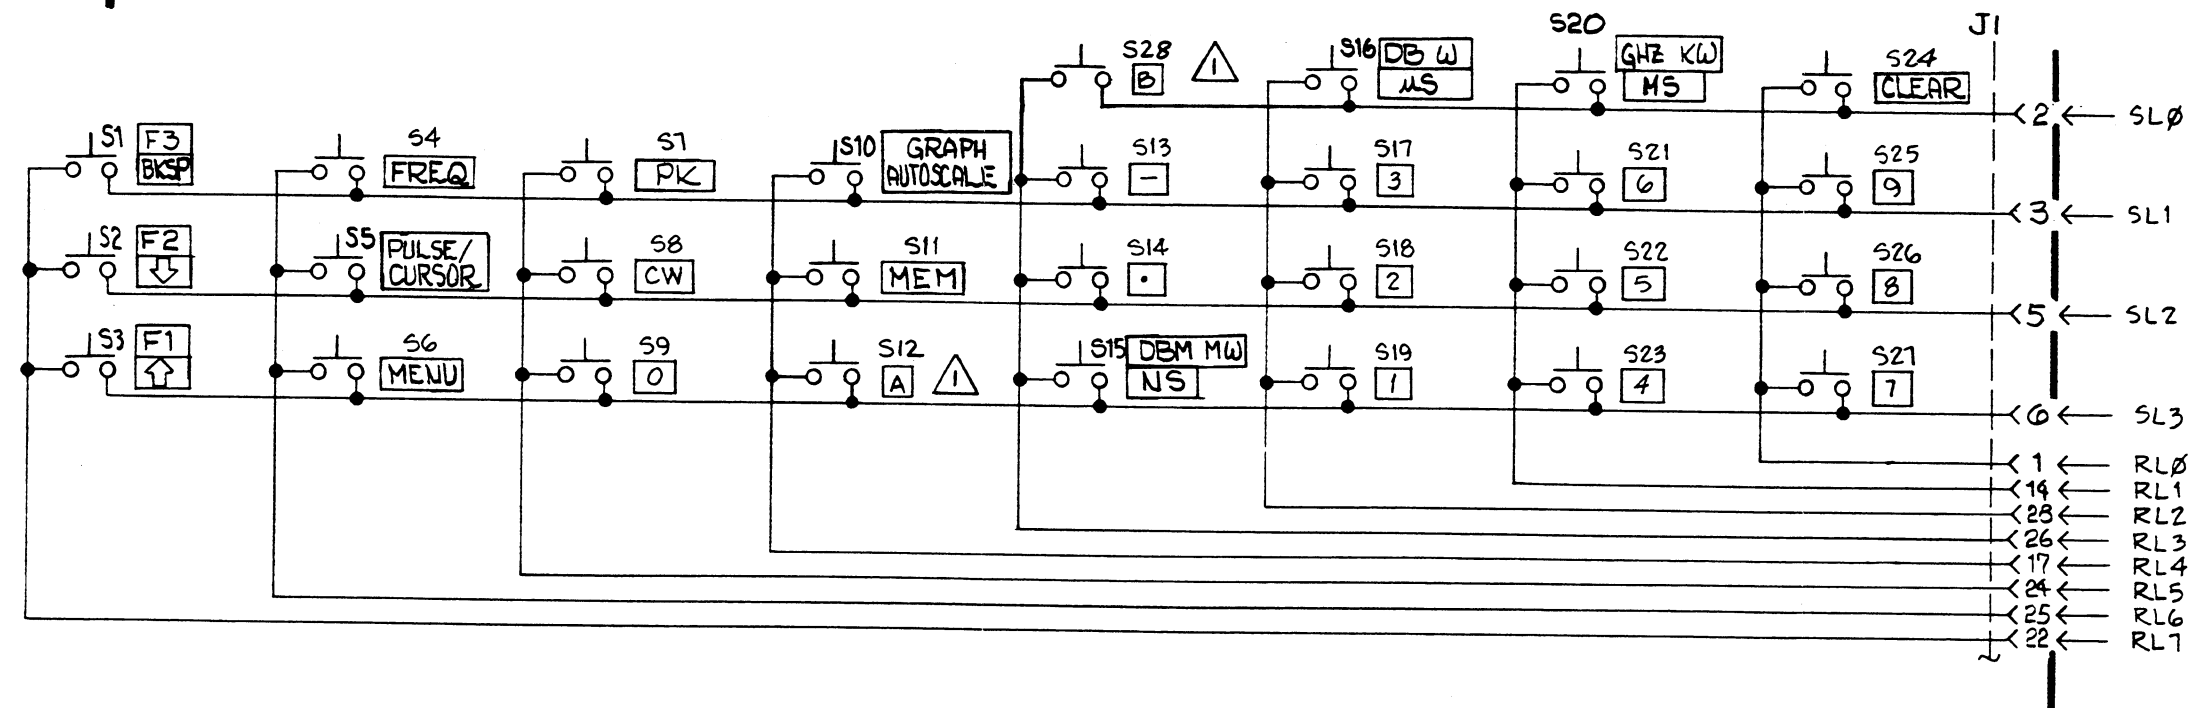 S28
B
1
S16
DB W
µS
S20
GHZ KW
MS
S24
CLEAR
J1
2 SLØ
S1
F3
BKSP
S4
FREQ
S7
PK
S10
GRAPH
AUTOSCALE
S13
-
S17
3
S21
6
S25
9
3 SL1
S2
F2
S5
PULSE/
CURSOR
S8
CW
S11
MEM
S14
.
S18
2
S22
5
S26
8
5 SL2
S3
F1
S6
MENU
S9
0
S12
A
1
S15
DBM MW
NS
S19
1
S23
4
S27
7
6 SL3
1 RLØ
RL1
RL2
26 RL3
17 RL4
24 RL5
25 RL6
22 RL7